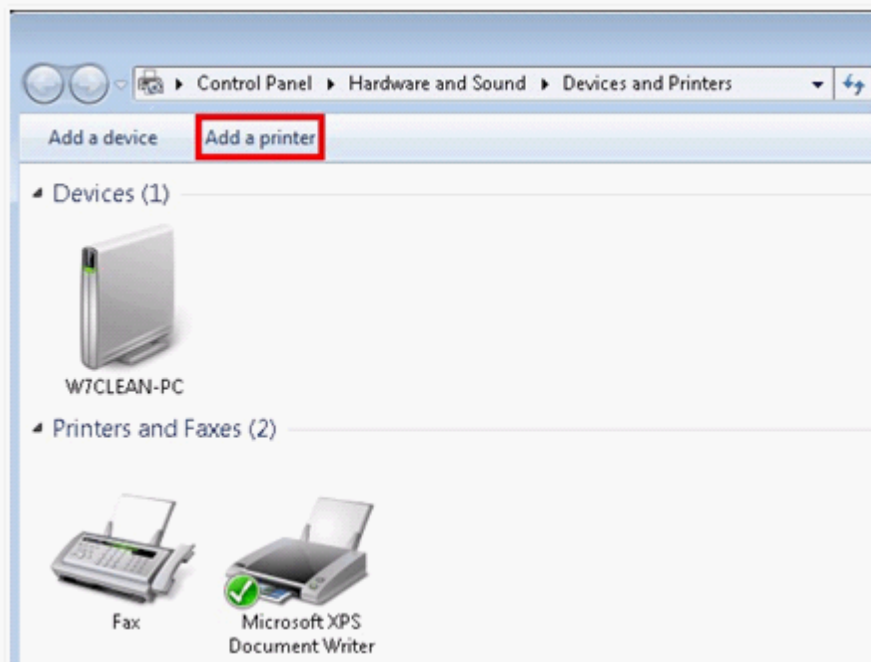 Control Panel Hardware and Sound Devices and Printers
Add a device Add a printer
Devices (1)
W7CLEAN-PC
Printers and Faxes (2)
Fax Microsoft XPS
Document Writer